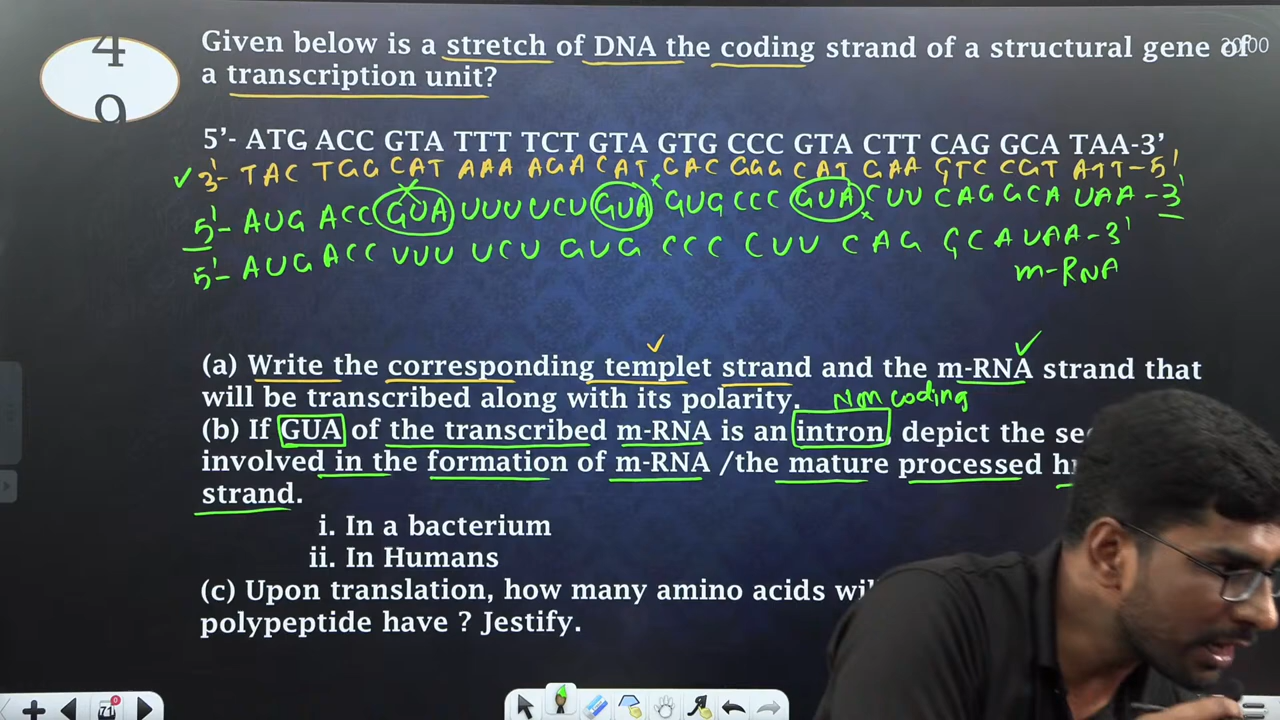 4
9
Given below is a stretch of DNA the coding strand of a structural gene of
20:00
a transcription unit?
5'- ATG ACC GTA TTT TCT GTA GTG CCC GTA CTT CAG GCA TAA-3'
3'- TAC TGG CAT AAA AGA CAT CAC GGG CAT GAA GTC CGT ATT-5'
5'- AUG ACC GUA UUU UCU GUA GUG CCC GUA CUU CAG GCA UAA-3'
5'- AUG ACC UUU UCU GUG CCC CUU CAG GCA UAA-3'
m-RNA
(a) Write the corresponding templet strand and the m-RNA strand that
will be transcribed along with its polarity. Non coding
(b) If GUA of the transcribed m-RNA is an intron, depict the
involved in the formation of m-RNA /the mature processed
strand.
i. In a bacterium
ii. In Humans
(c) Upon translation, how many amino acids
polypeptide have ? Jestify.
71